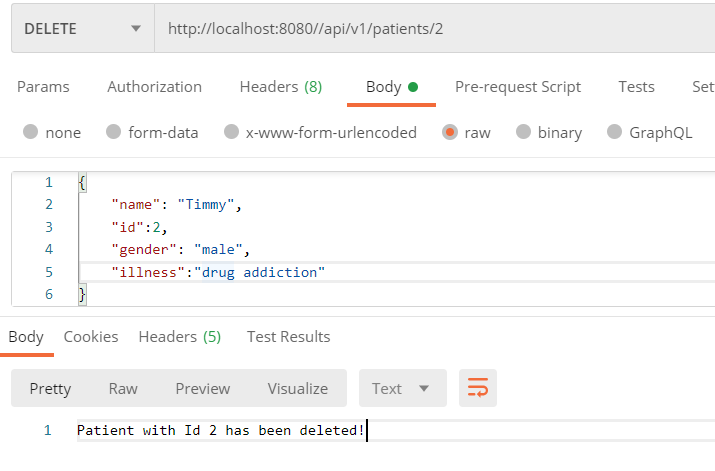 DELETE http://localhost:8080//api/v1/patients/2
Params Authorization Headers (8) Body Pre-request Script Tests Set
none form-data x-www-form-urlencoded raw binary GraphQL
1 {
2 "name": "Timmy",
3 "id":2,
4 "gender": "male",
5 "illness":"drug addiction"
6 }
Body Cookies Headers (5) Test Results
Pretty Raw Preview Visualize Text
1 Patient with Id 2 has been deleted!